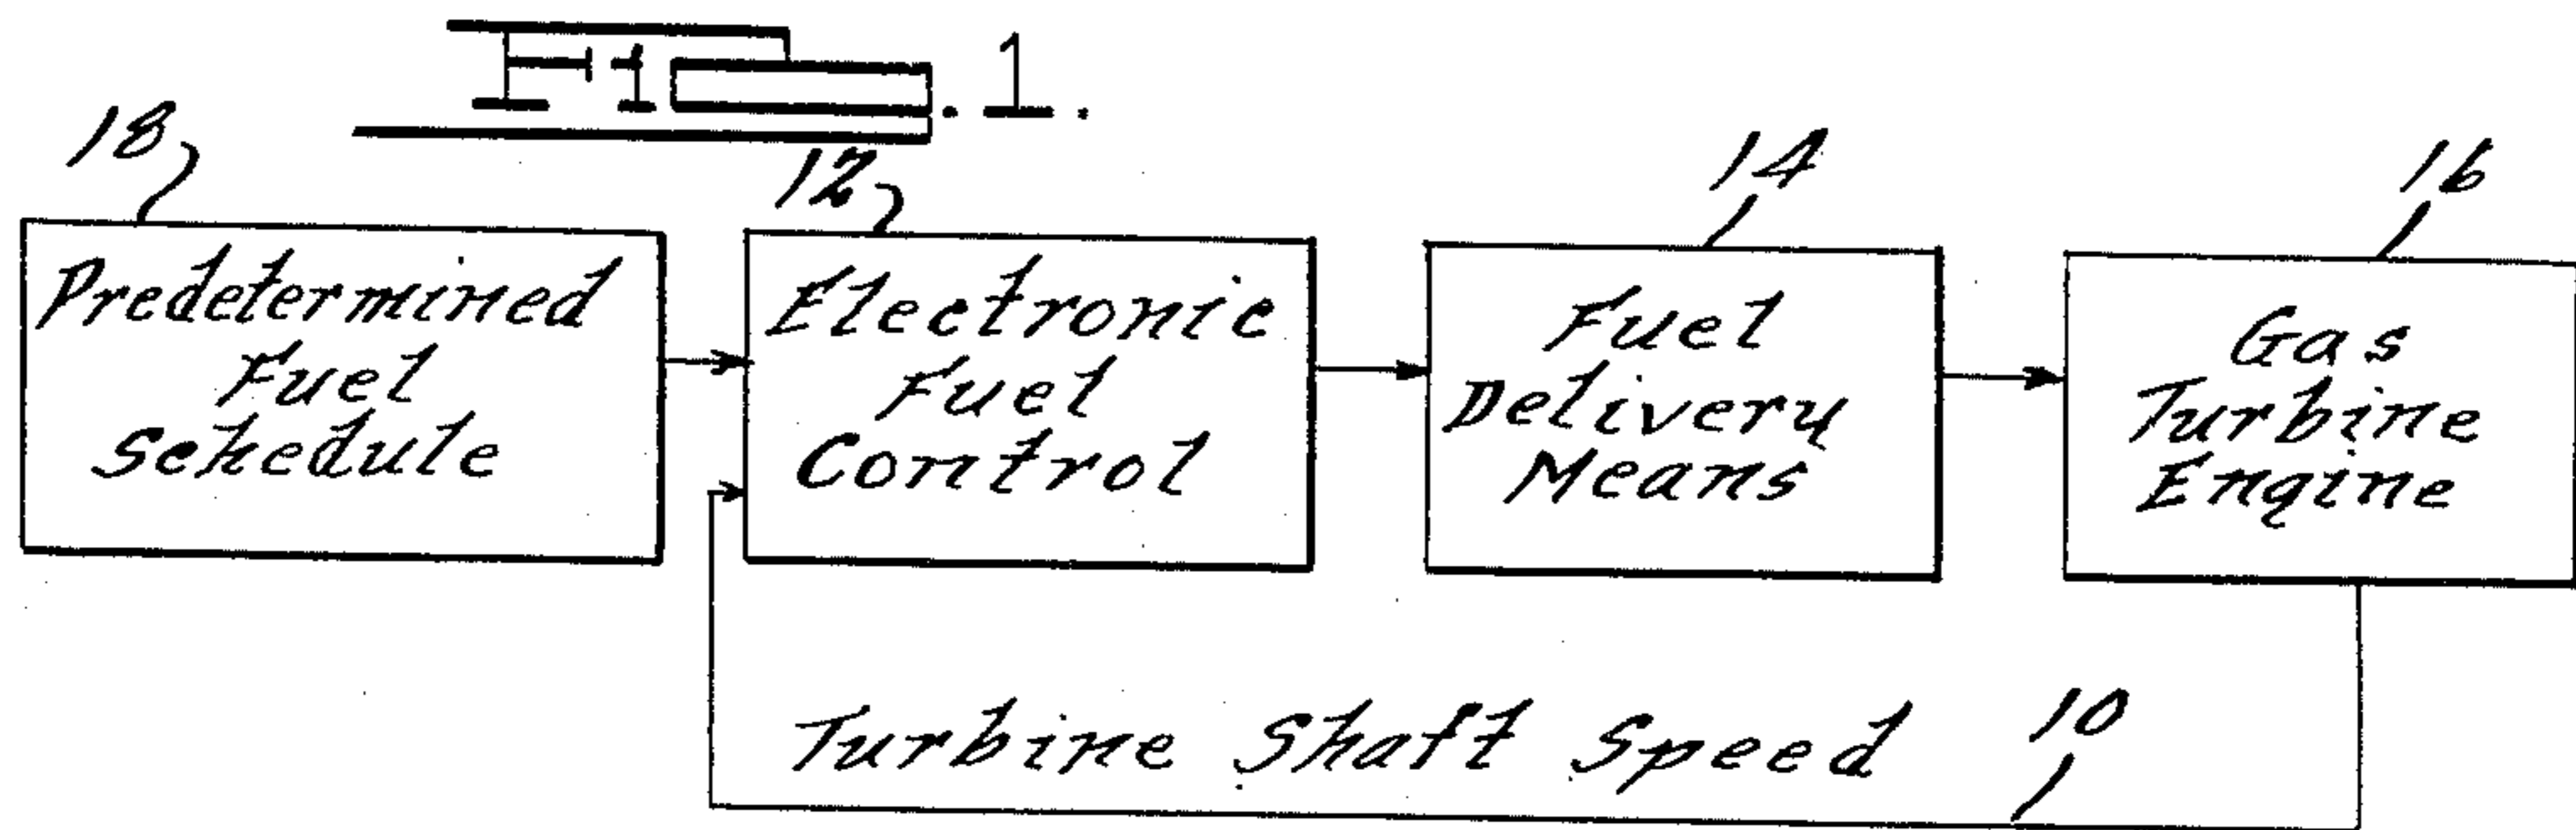 Fig. 1.
18
Predetermined
Fuel
Schedule
12
Electronic
Fuel
Control
14
Fuel
Delivery
Means
16
Gas
Turbine
Engine
Turbine Shaft Speed
10